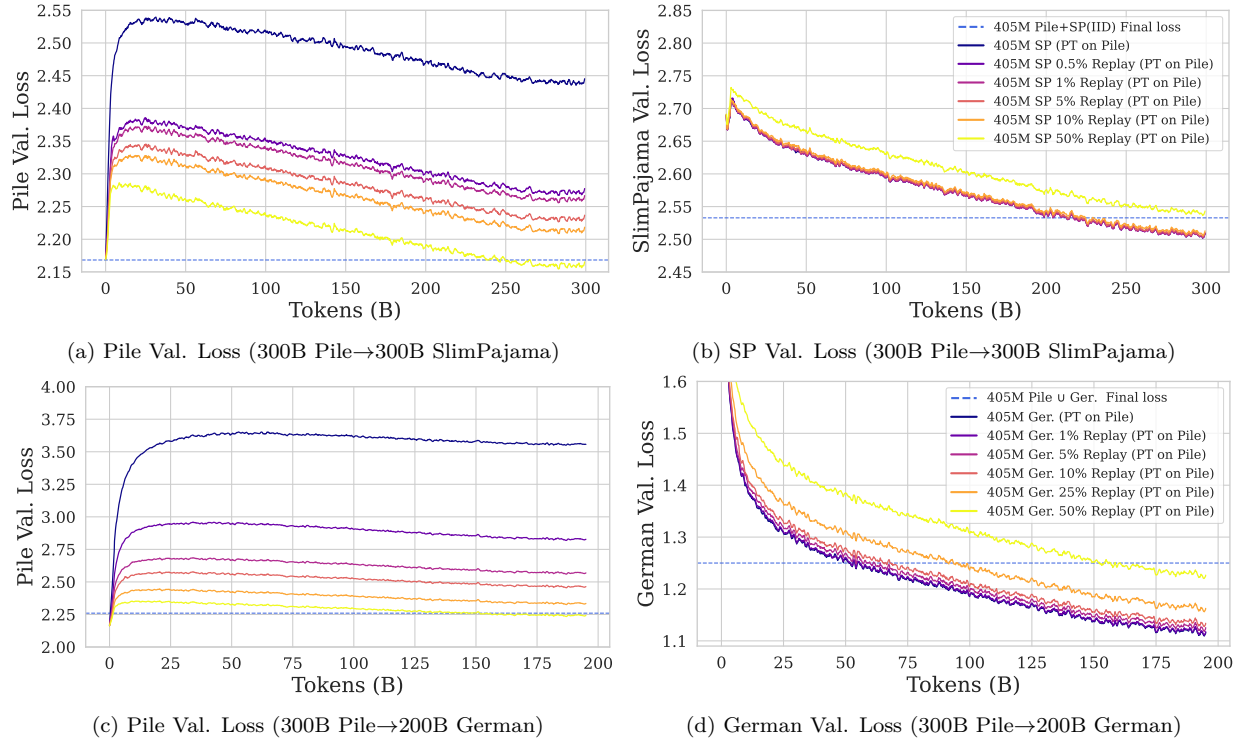 2.55
2.50
2.45
2.40
2.35
2.30
2.25
2.20
2.15
Pile Val. Loss
0 50 100 150 200 250 300
Tokens (B)
(a) Pile Val. Loss (300B Pile→300B SlimPajama)
2.85
2.80
2.75
2.70
2.65
2.60
2.55
2.50
2.45
SlimPajama Val. Loss
405M Pile+SP(IID) Final loss
405M SP (PT on Pile)
405M SP 0.5% Replay (PT on Pile)
405M SP 1% Replay (PT on Pile)
405M SP 5% Replay (PT on Pile)
405M SP 10% Replay (PT on Pile)
405M SP 50% Replay (PT on Pile)
0 50 100 150 200 250 300
Tokens (B)
(b) SP Val. Loss (300B Pile→300B SlimPajama)
4.00
3.75
3.50
3.25
3.00
2.75
2.50
2.25
2.00
Pile Val. Loss
0 25 50 75 100 125 150 175 200
Tokens (B)
(c) Pile Val. Loss (300B Pile→200B German)
1.6
1.5
1.4
1.3
1.2
1.1
German Val. Loss
405M Pile ∪ Ger. Final loss
405M Ger. (PT on Pile)
405M Ger. 1% Replay (PT on Pile)
405M Ger. 5% Replay (PT on Pile)
405M Ger. 10% Replay (PT on Pile)
405M Ger. 25% Replay (PT on Pile)
405M Ger. 50% Replay (PT on Pile)
0 25 50 75 100 125 150 175 200
Tokens (B)
(d) German Val. Loss (300B Pile→200B German)